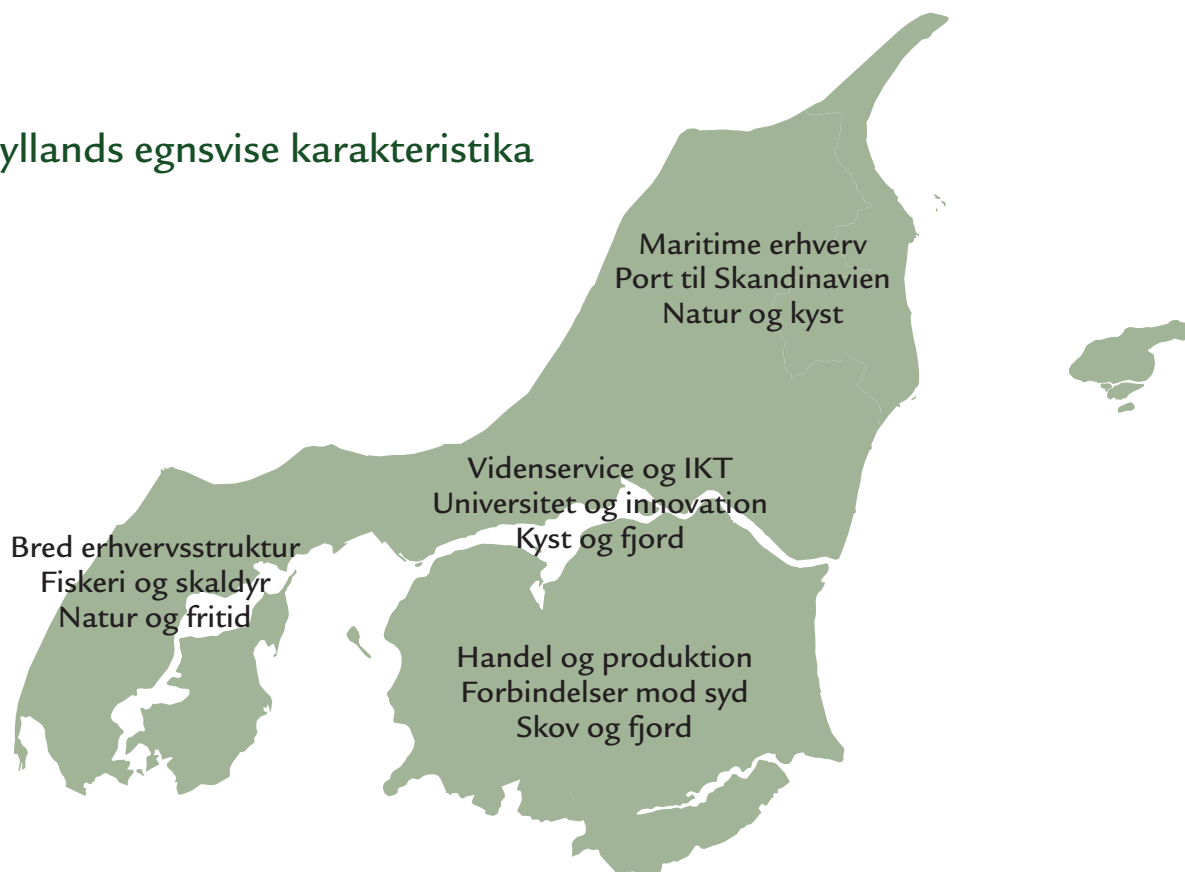 yllands egnsvise karakteristika
Maritime erhverv
Port til Skandinavien
Natur og kyst
Videnservice og IKT
Universitet og innovation
Kyst og fjord
Bred erhvervsstruktur
Fiskeri og skaldyr
Natur og fritid
Handel og produktion
Forbindelser mod syd
Skov og fjord